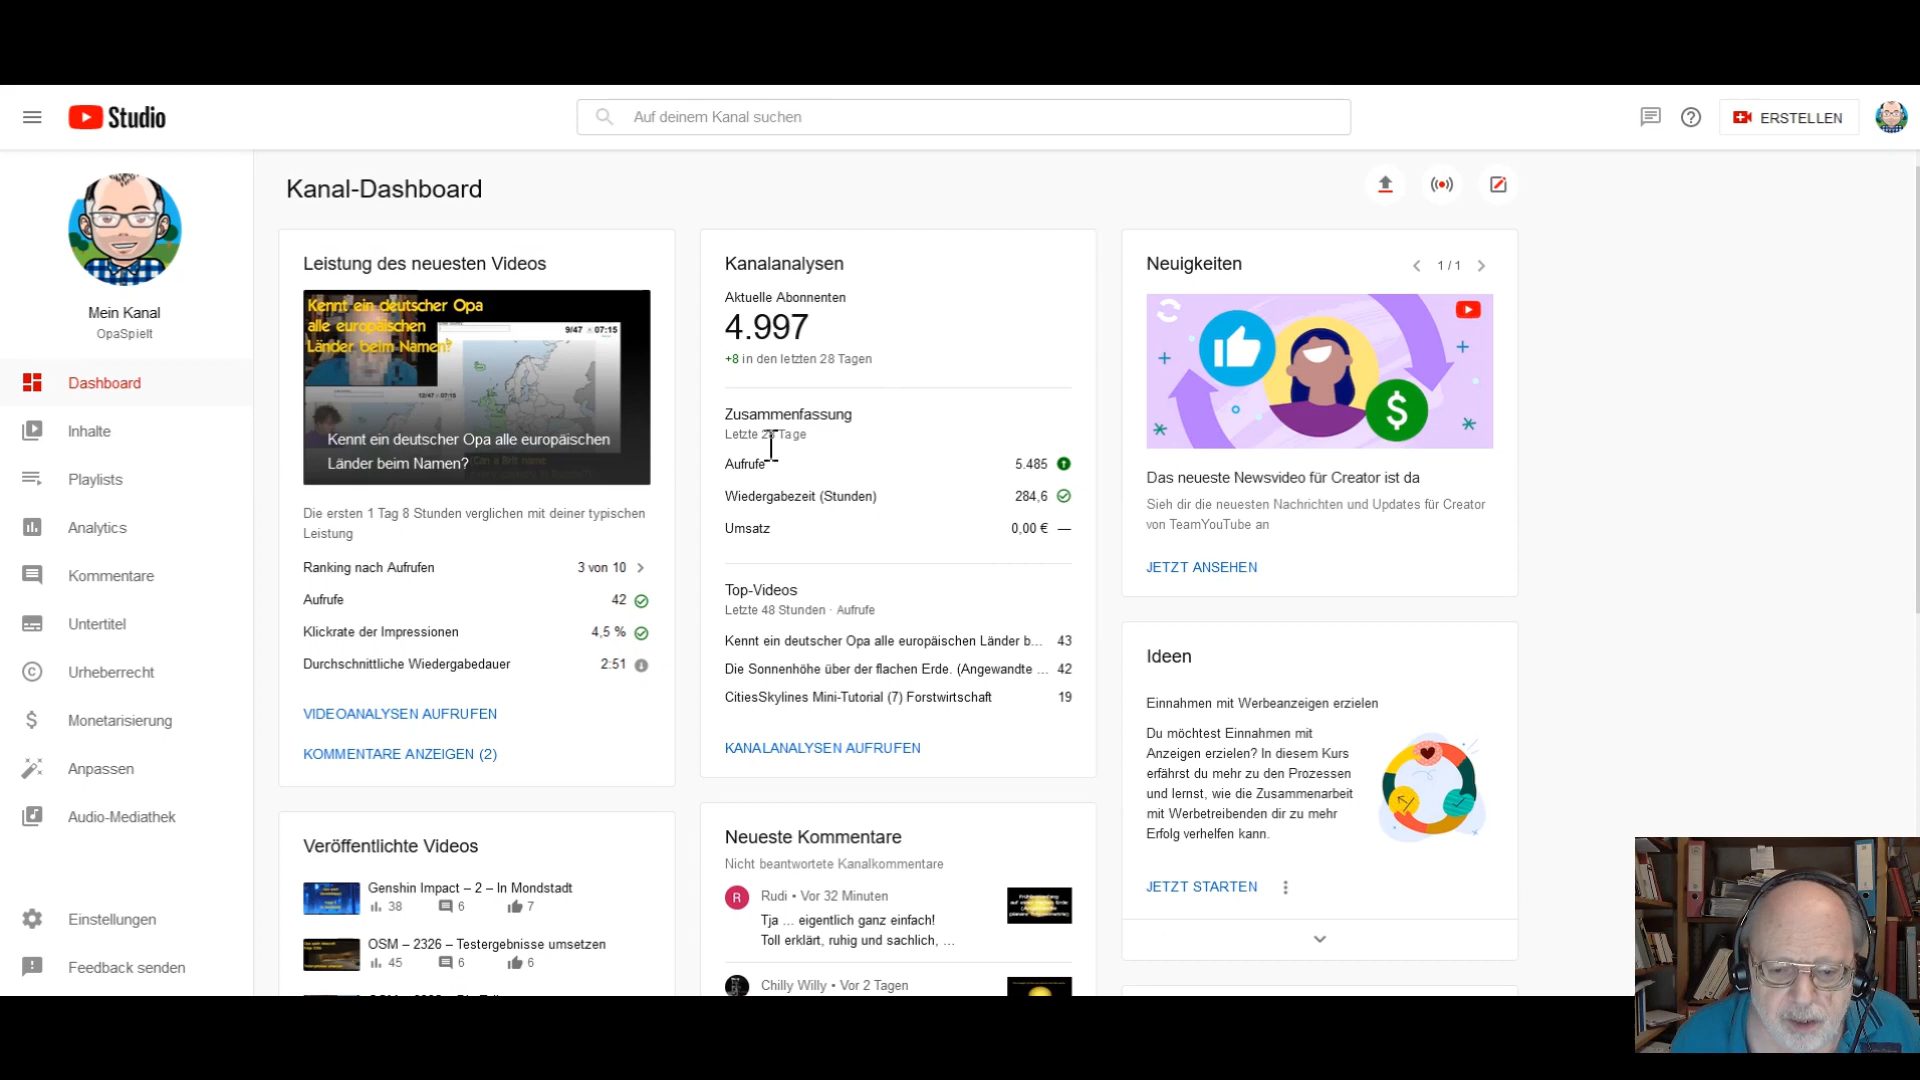 Studio
Auf deinem Kanal suchen
ERSTELLEN
Mein Kanal
OpaSpielt
Dashboard
Inhalte
Playlists
Analytics
Kommentare
Untertitel
Urheberrecht
Monetarisierung
Anpassen
Audio-Mediathek
Einstellungen
Feedback senden
Kanal-Dashboard
Leistung des neuesten Videos
Kennt ein deutscher Opa
alle europäischen
Länder beim Namen?
9/47
07:15
12/47
07:15
Kennt ein deutscher Opa alle europäischen
Länder beim Namen?
Die ersten 1 Tag 8 Stunden verglichen mit deiner typischen
Leistung
Ranking nach Aufrufen 3 von 10
Aufrufe 42
Klickrate der Impressionen 4,5 %
Durchschnittliche Wiedergabedauer 2:51
VIDEOANALYSEN AUFRUFEN
KOMMENTARE ANZEIGEN (2)
Veröffentlichte Videos
Genshin Impact – 2 – In Mondstadt
38 6 7
OSM – 2326 – Testergebnisse umsetzen
45 6 6
Kanalanalysen
Aktuelle Abonnenten
4.997
+8 in den letzten 28 Tagen
Zusammenfassung
Letzte 28 Tage
Aufrufe 5.485
Wiedergabezeit (Stunden) 284,6
Umsatz 0,00 € —
Top-Videos
Letzte 48 Stunden · Aufrufe
Kennt ein deutscher Opa alle europäischen Länder b... 43
Die Sonnenhöhe über der flachen Erde. (Angewandte ... 42
CitiesSkylines Mini-Tutorial (7) Forstwirtschaft 19
KANALANALYSEN AUFRUFEN
Neueste Kommentare
Nicht beantwortete Kanalkommentare
R
Rudi • Vor 32 Minuten
Tja ... eigentlich ganz einfach!
Toll erklärt, ruhig und sachlich, ...
Chilly Willy • Vor 2 Tagen
Neuigkeiten
1 / 1
$
Das neueste Newsvideo für Creator ist da
Sieh dir die neuesten Nachrichten und Updates für Creator
von TeamYouTube an
JETZT ANSEHEN
Ideen
Einnahmen mit Werbeanzeigen erzielen
Du möchtest Einnahmen mit
Anzeigen erzielen? In diesem Kurs
erfährst du mehr zu den Prozessen
und lernst, wie die Zusammenarbeit
mit Werbetreibenden dir zu mehr
Erfolg verhelfen kann.
JETZT STARTEN